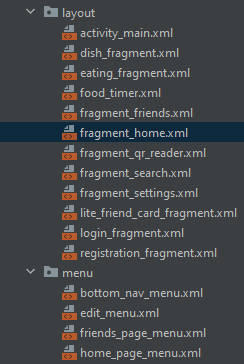 layout
activity_main.xml
dish_fragment.xml
eating_fragment.xml
food_timer.xml
fragment_friends.xml
fragment_home.xml
fragment_qr_reader.xml
fragment_search.xml
fragment_settings.xml
lite_friend_card_fragment.xml
login_fragment.xml
registration_fragment.xml
menu
bottom_nav_menu.xml
edit_menu.xml
friends_page_menu.xml
home_page_menu.xml